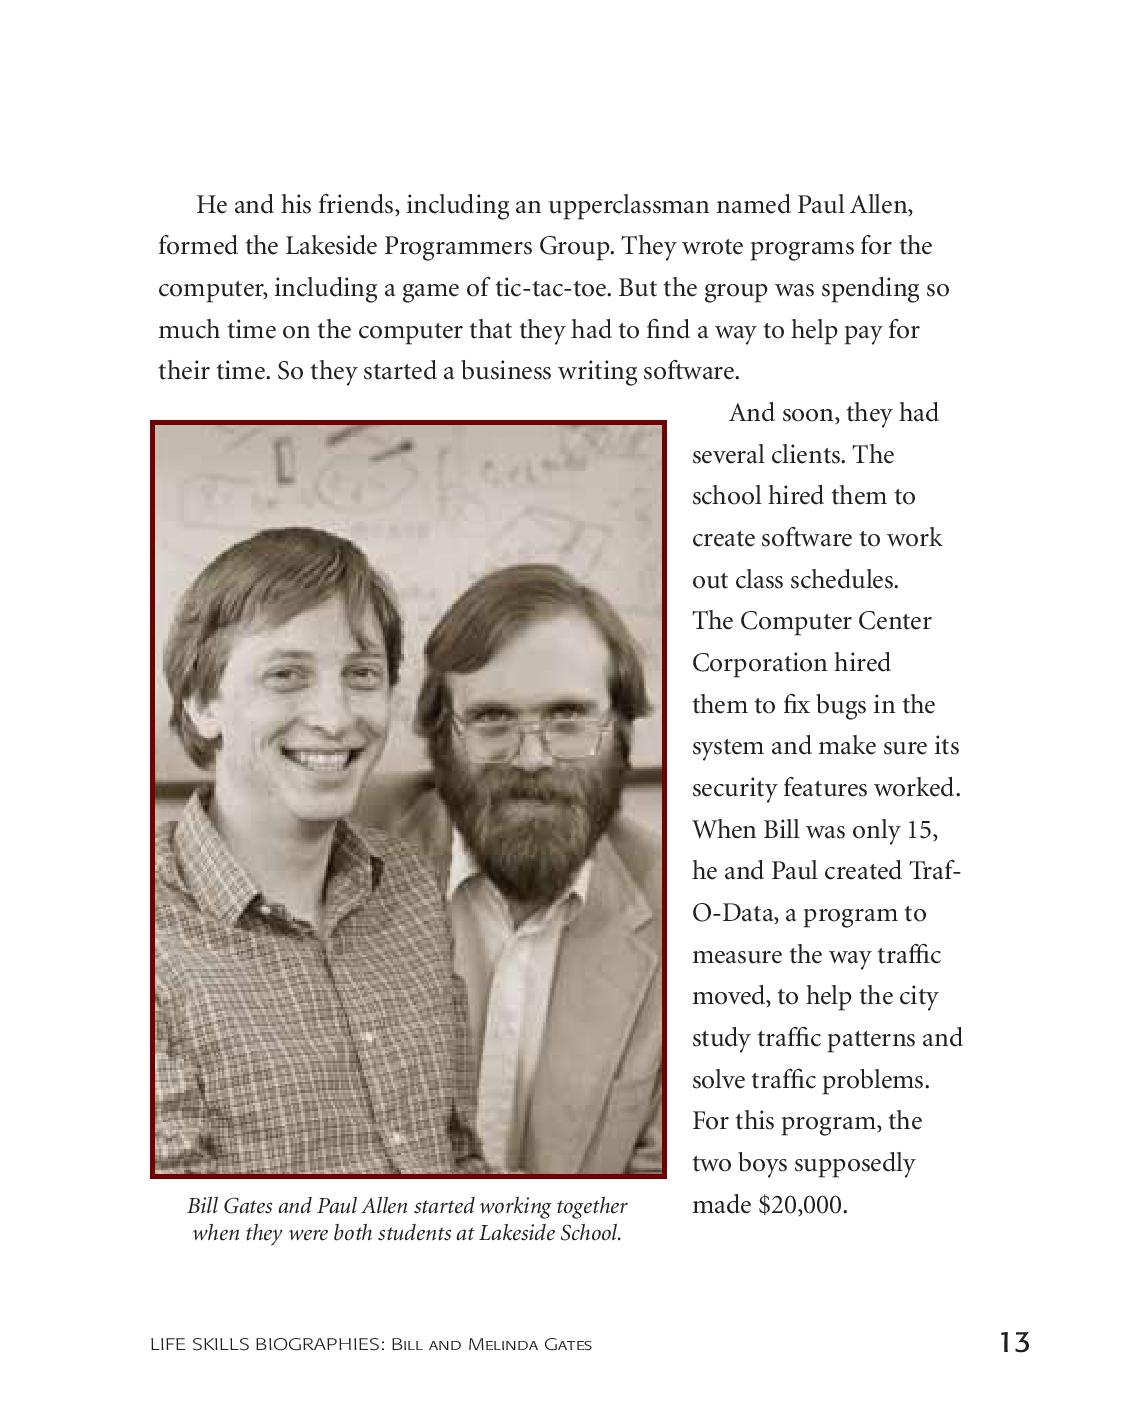 He and his friends, including an upperclassman named Paul Allen,
formed the Lakeside Programmers Group. They wrote programs for the
computer, including a game of tic-tac-toe. But the group was spending so
much time on the computer that they had to find a way to help pay for
their time. So they started a business writing software.
And soon, they had
several clients. The
school hired them to
create software to work
out class schedules.
The Computer Center
Corporation hired
them to fix bugs in the
system and make sure its
security features worked.
When Bill was only 15,
he and Paul created Traf-
O-Data, a program to
measure the way traffic
moved, to help the city
study traffic patterns and
solve traffic problems.
For this program, the
two boys supposedly
made $20,000.
Bill Gates and Paul Allen started working together
when they were both students at Lakeside School.
LIFE SKILLS BIOGRAPHIES: BILL AND MELINDA GATES
13